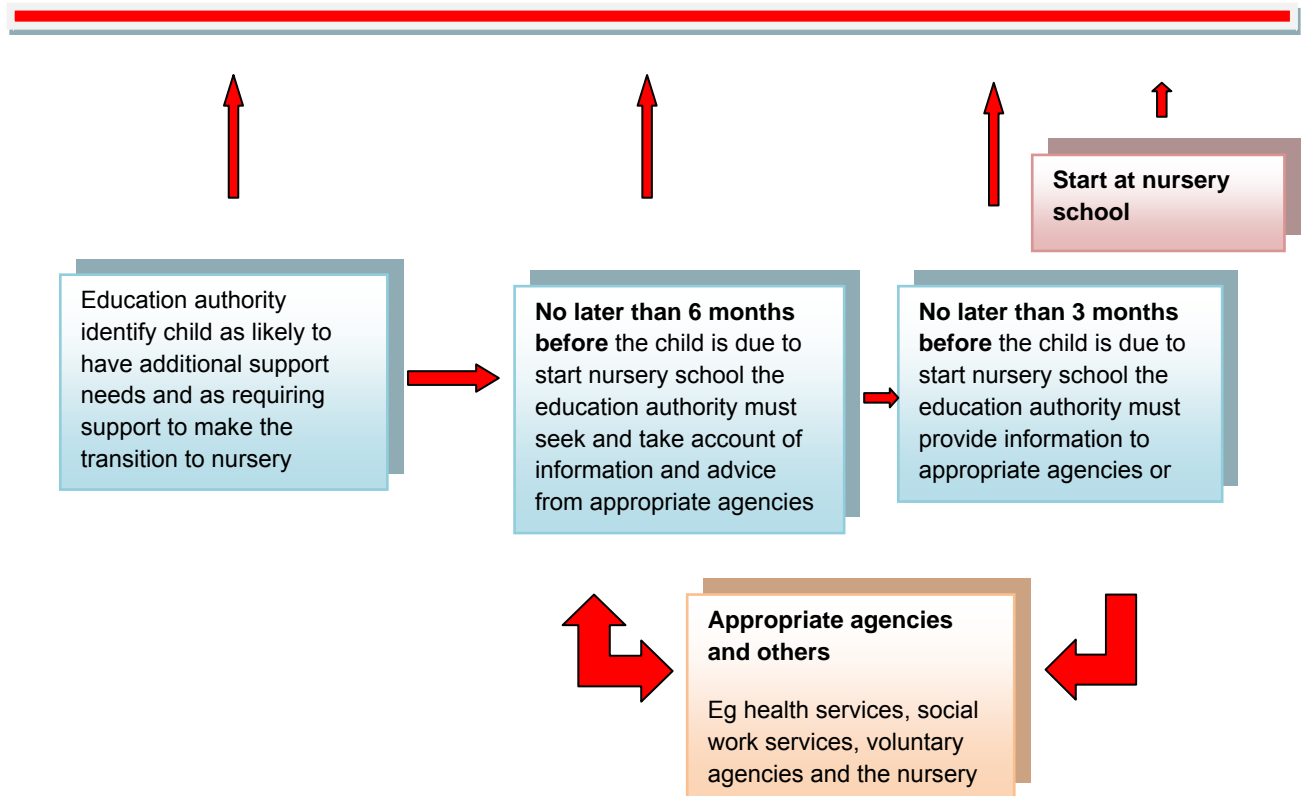 Start at nursery
school
Education authority
identify child as likely to
have additional support
needs and as requiring
support to make the
transition to nursery
No later than 6 months
before the child is due to
start nursery school the
education authority must
seek and take account of
information and advice
from appropriate agencies
No later than 3 months
before the child is due to
start nursery school the
education authority must
provide information to
appropriate agencies or
Appropriate agencies
and others
Eg health services, social
work services, voluntary
agencies and the nursery